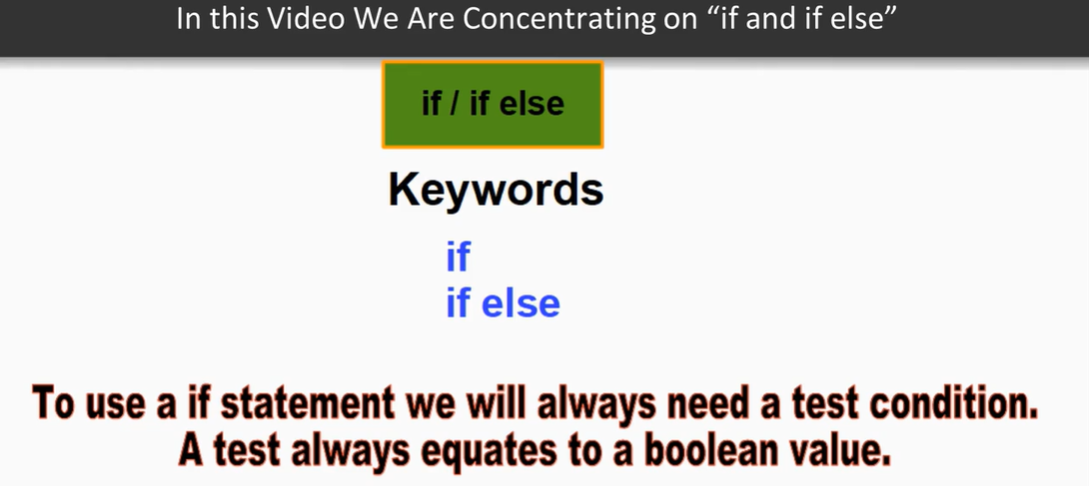 In this Video We Are Concentrating on “if and if else”
if / if else
Keywords
if
if else
To use a if statement we will always need a test condition.
A test always equates to a boolean value.